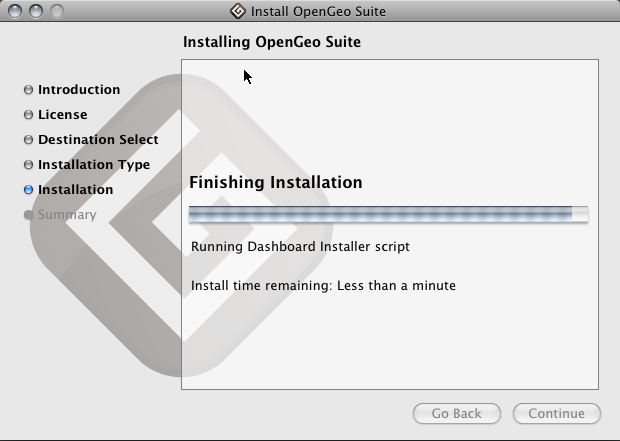 Install OpenGeo Suite
Installing OpenGeo Suite
Introduction
License
Destination Select
Installation Type
Installation
Summary
Finishing Installation
Running Dashboard Installer script
Install time remaining: Less than a minute
Go Back
Continue